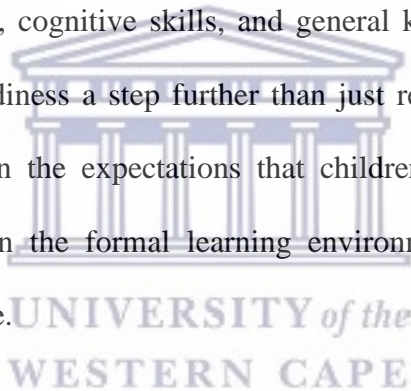 , cognitive skills, and general k
diness a step further than just re
n the expectations that children
n the formal learning environm
e.
UNIVERSITY of the
WESTERN CAPE